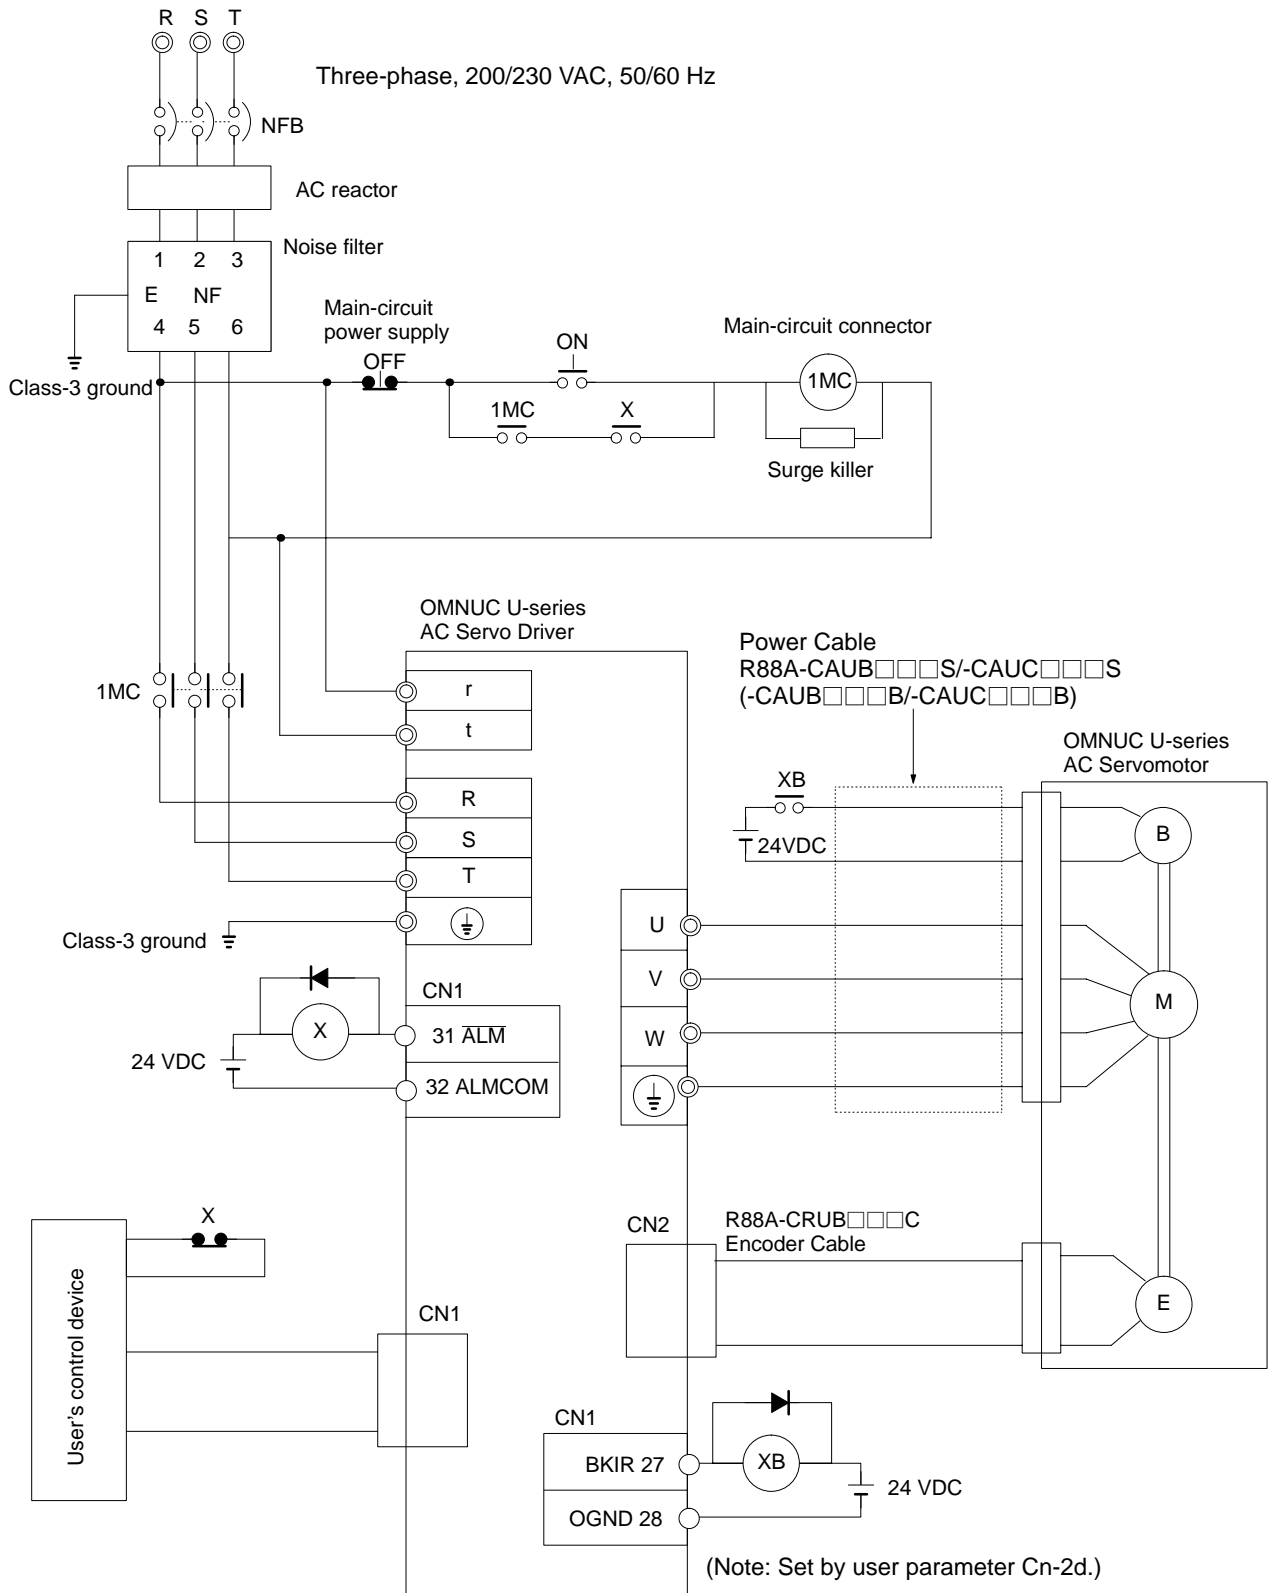 R S T
Three-phase, 200/230 VAC, 50/60 Hz
NFB
AC reactor
Noise filter
1 2 3
E NF
4 5 6
Class-3 ground
Main-circuit
power supply
OFF
ON
1MC X
Main-circuit connector
1MC
Surge killer
OMNUC U-series
AC Servo Driver
1MC
r
t
R
S
T
Class-3 ground
Power Cable
R88A-CAUB□□□S/-CAUC□□□S
(-CAUB□□□B/-CAUC□□□B)
OMNUC U-series
AC Servomotor
XB
24VDC
B
U
V
W
M
CN1
X
31 A̅L̅M̅
24 VDC
32 ALMCOM
X
User's control device
CN1
CN2
R88A-CRUB□□□C
Encoder Cable
E
CN1
BKIR 27
XB
24 VDC
OGND 28
(Note: Set by user parameter Cn-2d.)